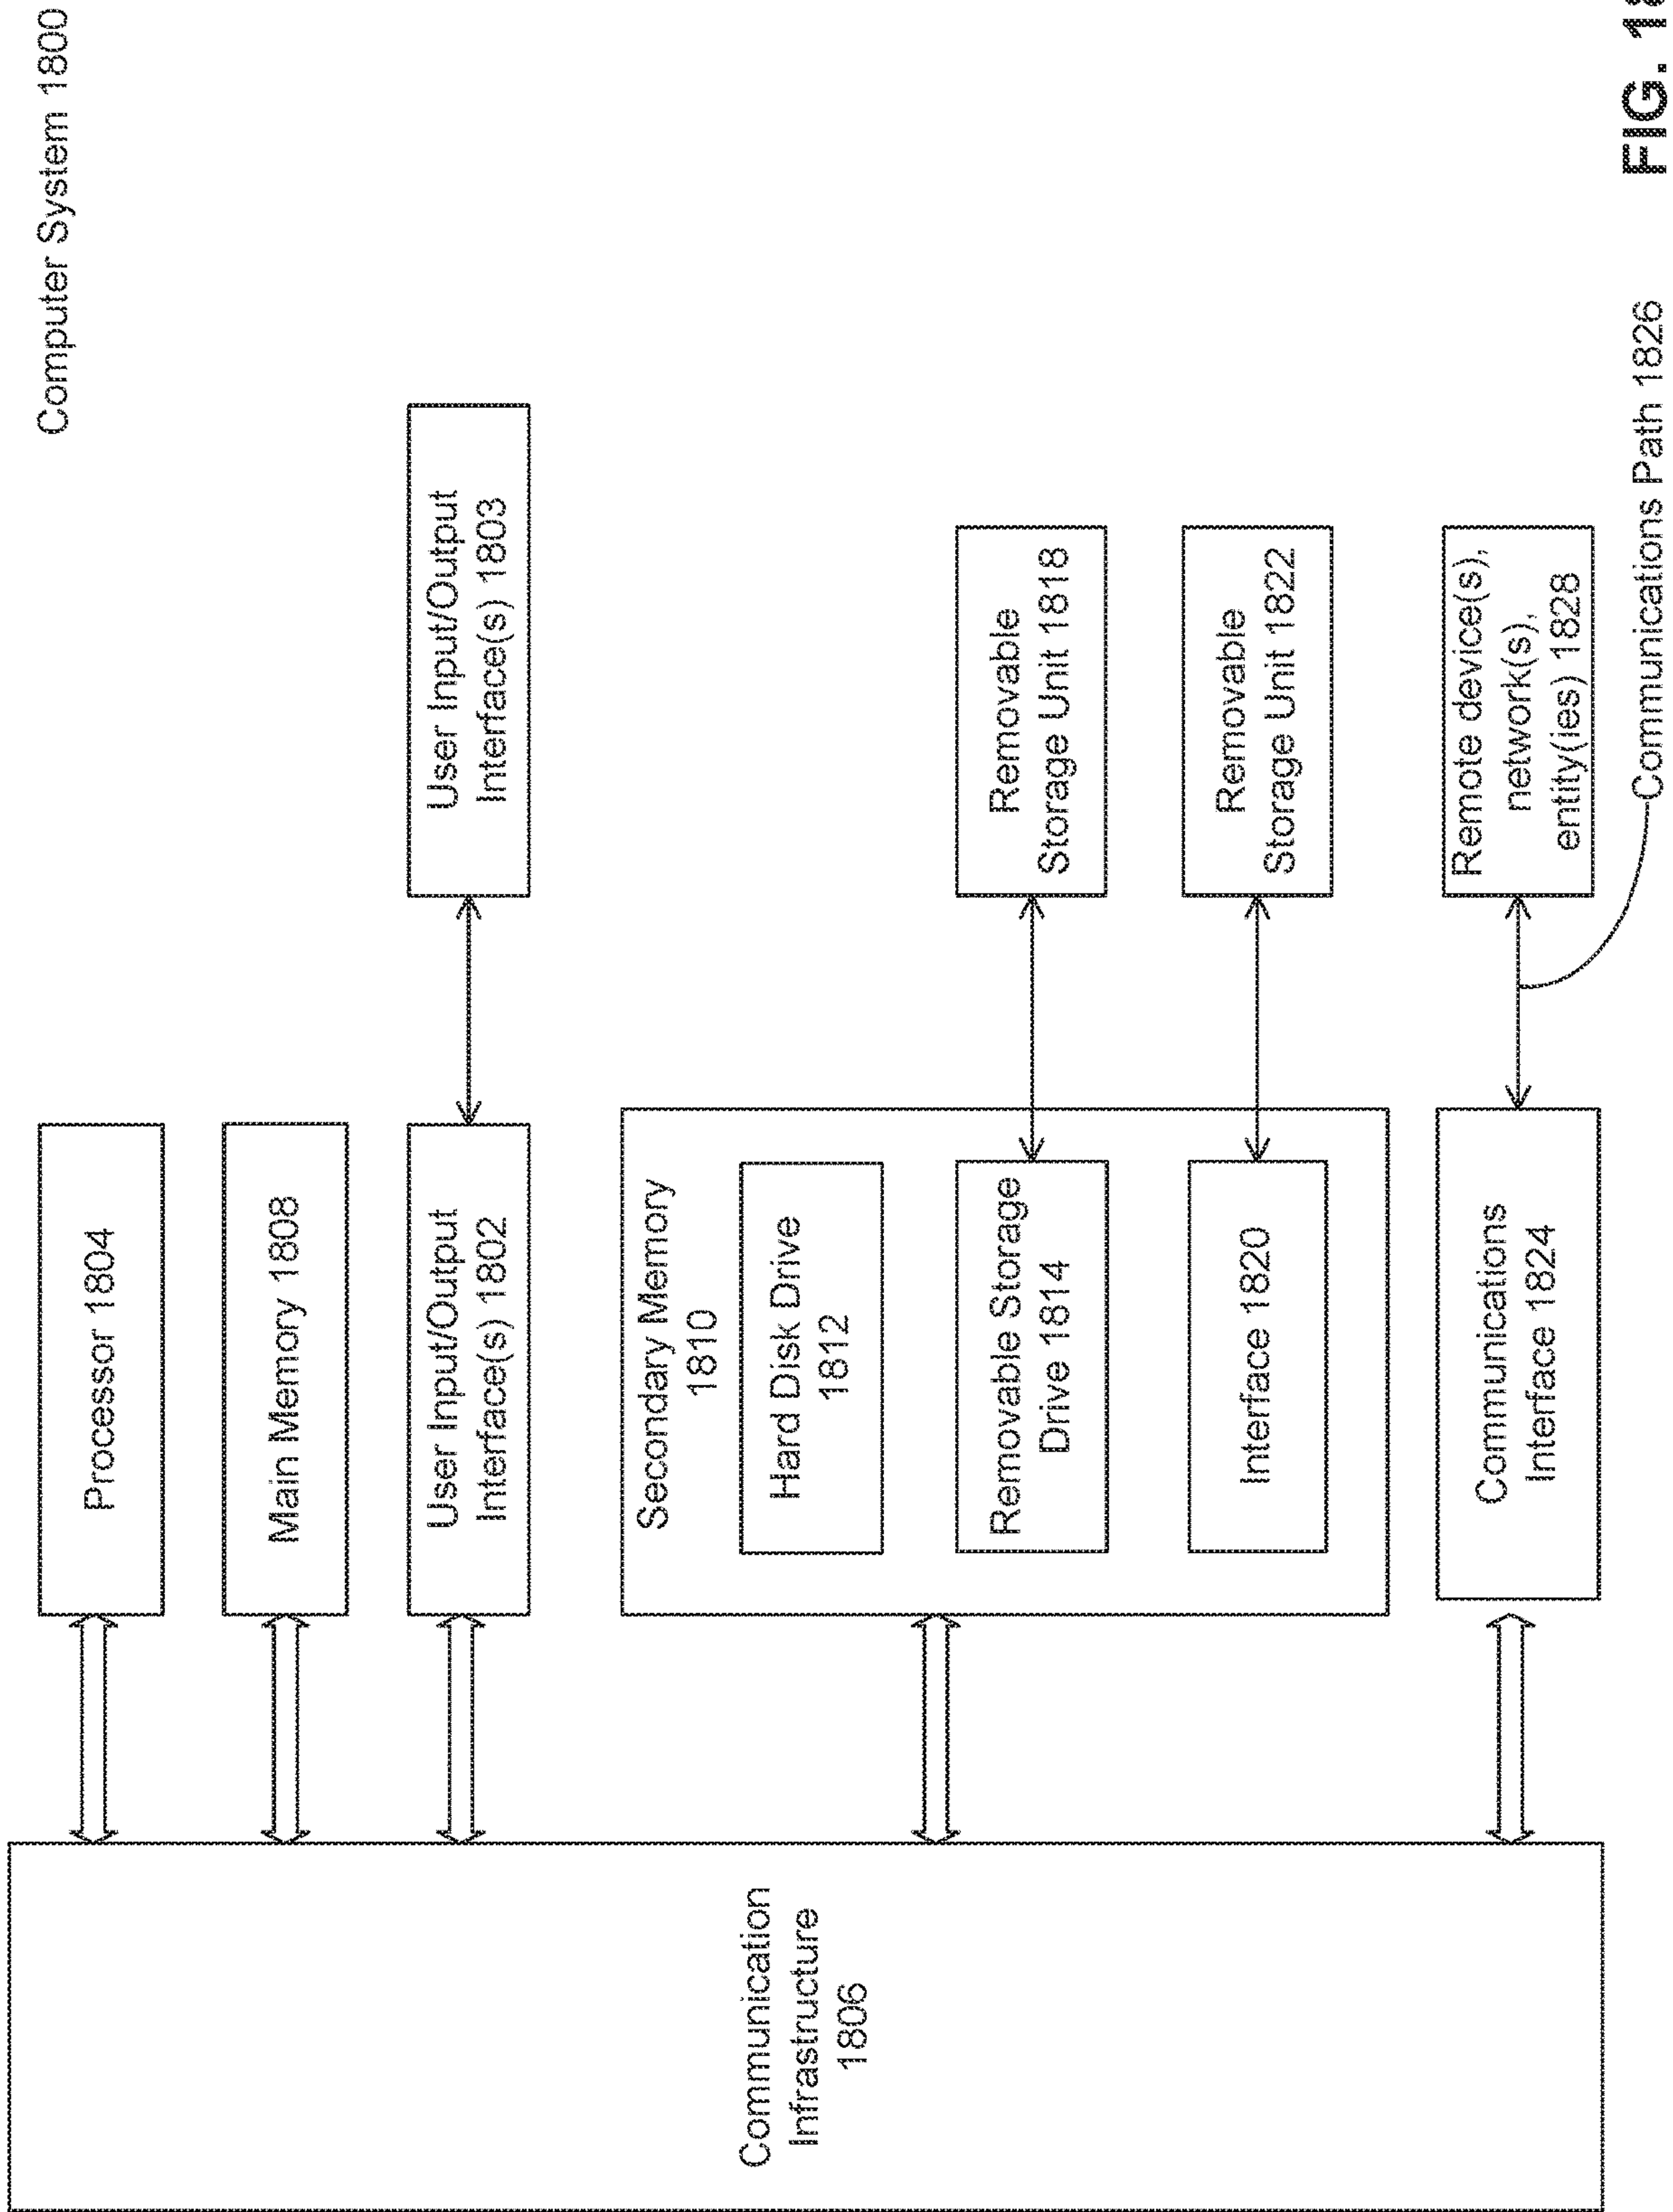 Computer System 1800
Processor 1804
Main Memory 1808
User Input/Output
Interface(s) 1802
User Input/Output
Interface(s) 1803
Communication
Infrastructure
1806
Secondary Memory
1810
Hard Disk Drive
1812
Removable Storage
Drive 1814
Removable
Storage Unit 1818
Interface 1820
Removable
Storage Unit 1822
Communications
Interface 1824
Remote device(s),
network(s),
entity(ies) 1828
Communications Path 1826
FIG. 18